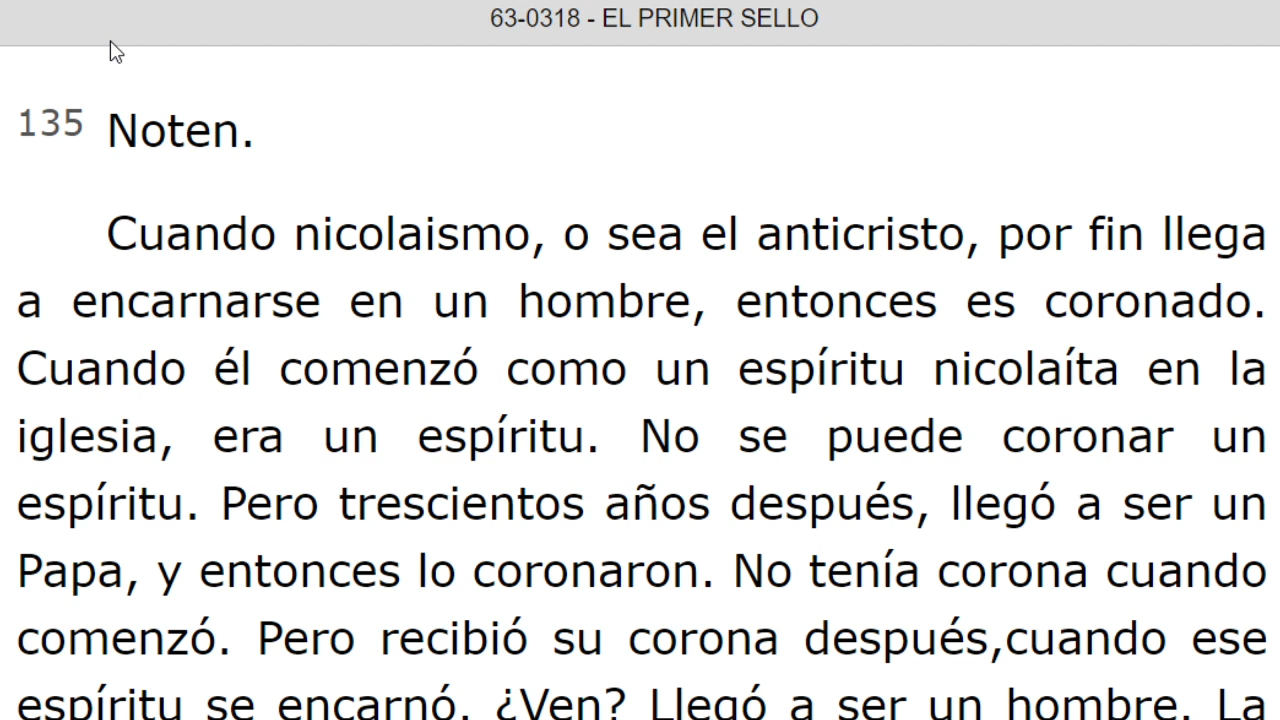 63-0318 - EL PRIMER SELLO
135 Noten.
Cuando nicolaismo, o sea el anticristo, por fin llega
a encarnarse en un hombre, entonces es coronado.
Cuando él comenzó como un espíritu nicolaíta en la
iglesia, era un espíritu. No se puede coronar un
espíritu. Pero trescientos años después, llegó a ser un
Papa, y entonces lo coronaron. No tenía corona cuando
comenzó. Pero recibió su corona después,cuando ese
espíritu se encarnó. ¿Ven? Llegó a ser un hombre. La